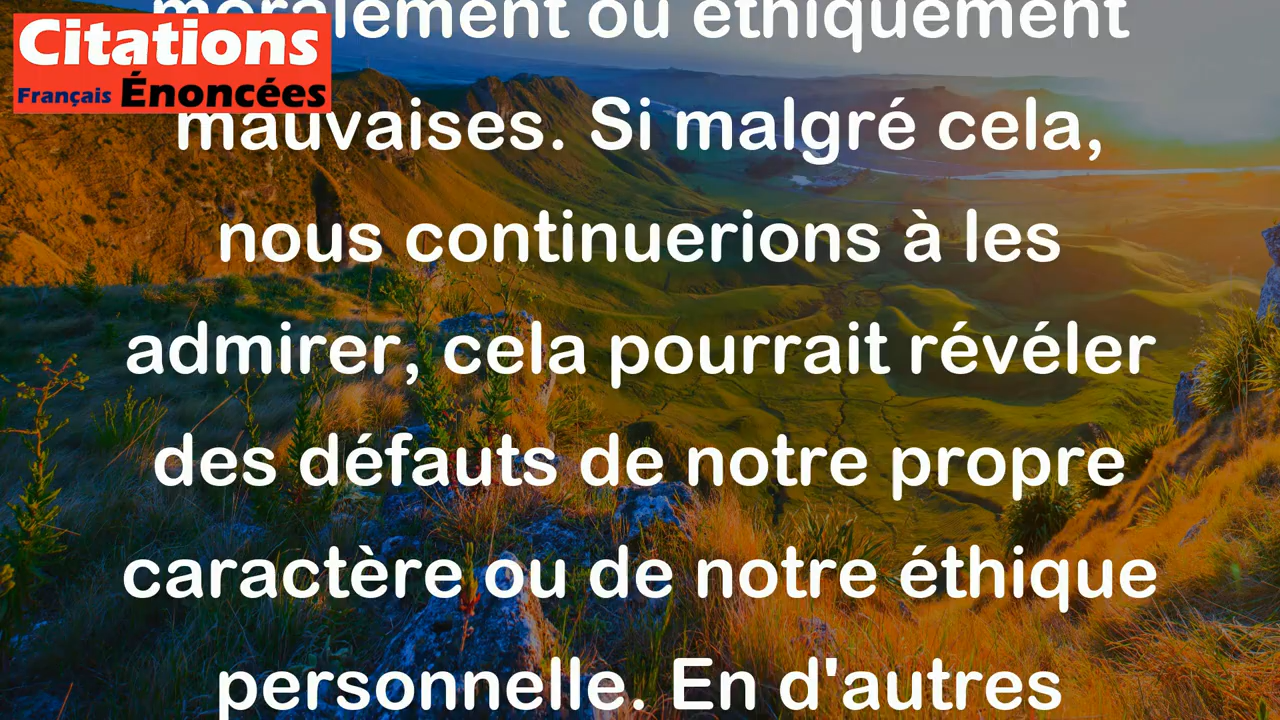 Citations
Français Énoncées
moralement ou éthiquement
mauvaises. Si malgré cela,
nous continuerions à les
admirer, cela pourrait révéler
des défauts de notre propre
caractère ou de notre éthique
personnelle. En d'autres